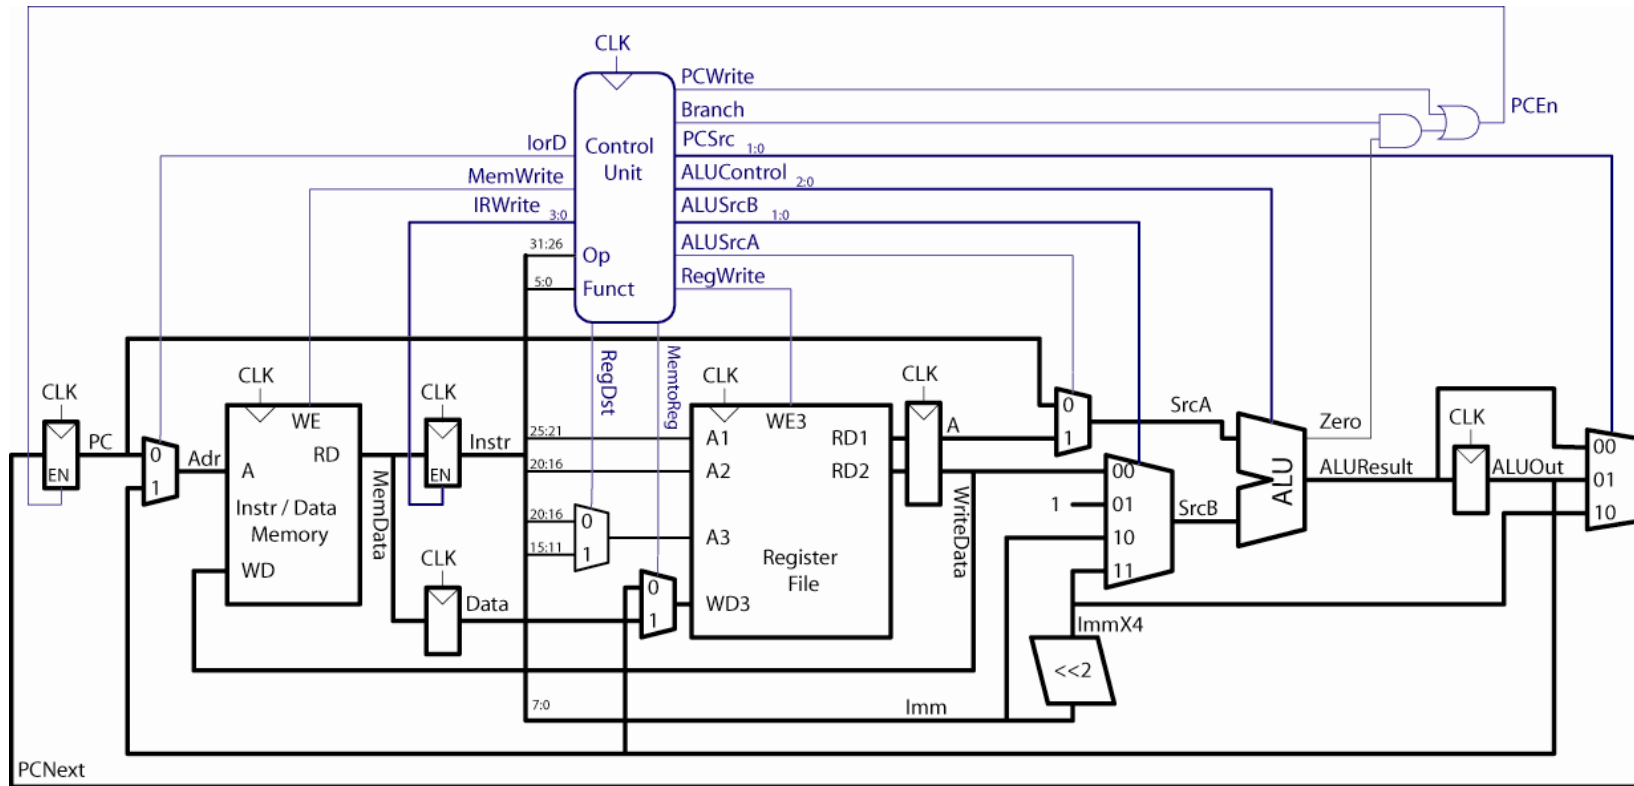 CLK
PCWrite
Branch
PCEn
PCSrc 1:0
IorD
Control
Unit
MemWrite
ALUControl 2:0
IRWrite 3:0
ALUSrcB 1:0
31:26
Op
ALUSrcA
5:0
Funct
RegWrite
RegDst
MemtoReg
CLK
EN
PC
0
1
Adr
CLK
WE
A
RD
Instr / Data
Memory
WD
MemData
CLK
EN
Instr
CLK
Data
25:21
20:16
20:16
15:11
0
1
0
1
CLK
WE3
A1
RD1
A2
RD2
A3
Register
File
WD3
CLK
A
WriteData
0
1
SrcA
00
1
01
10
11
SrcB
ImmX4
<<2
7:0
Imm
ALU
Zero
ALUResult
CLK
ALUOut
00
01
10
PCNext